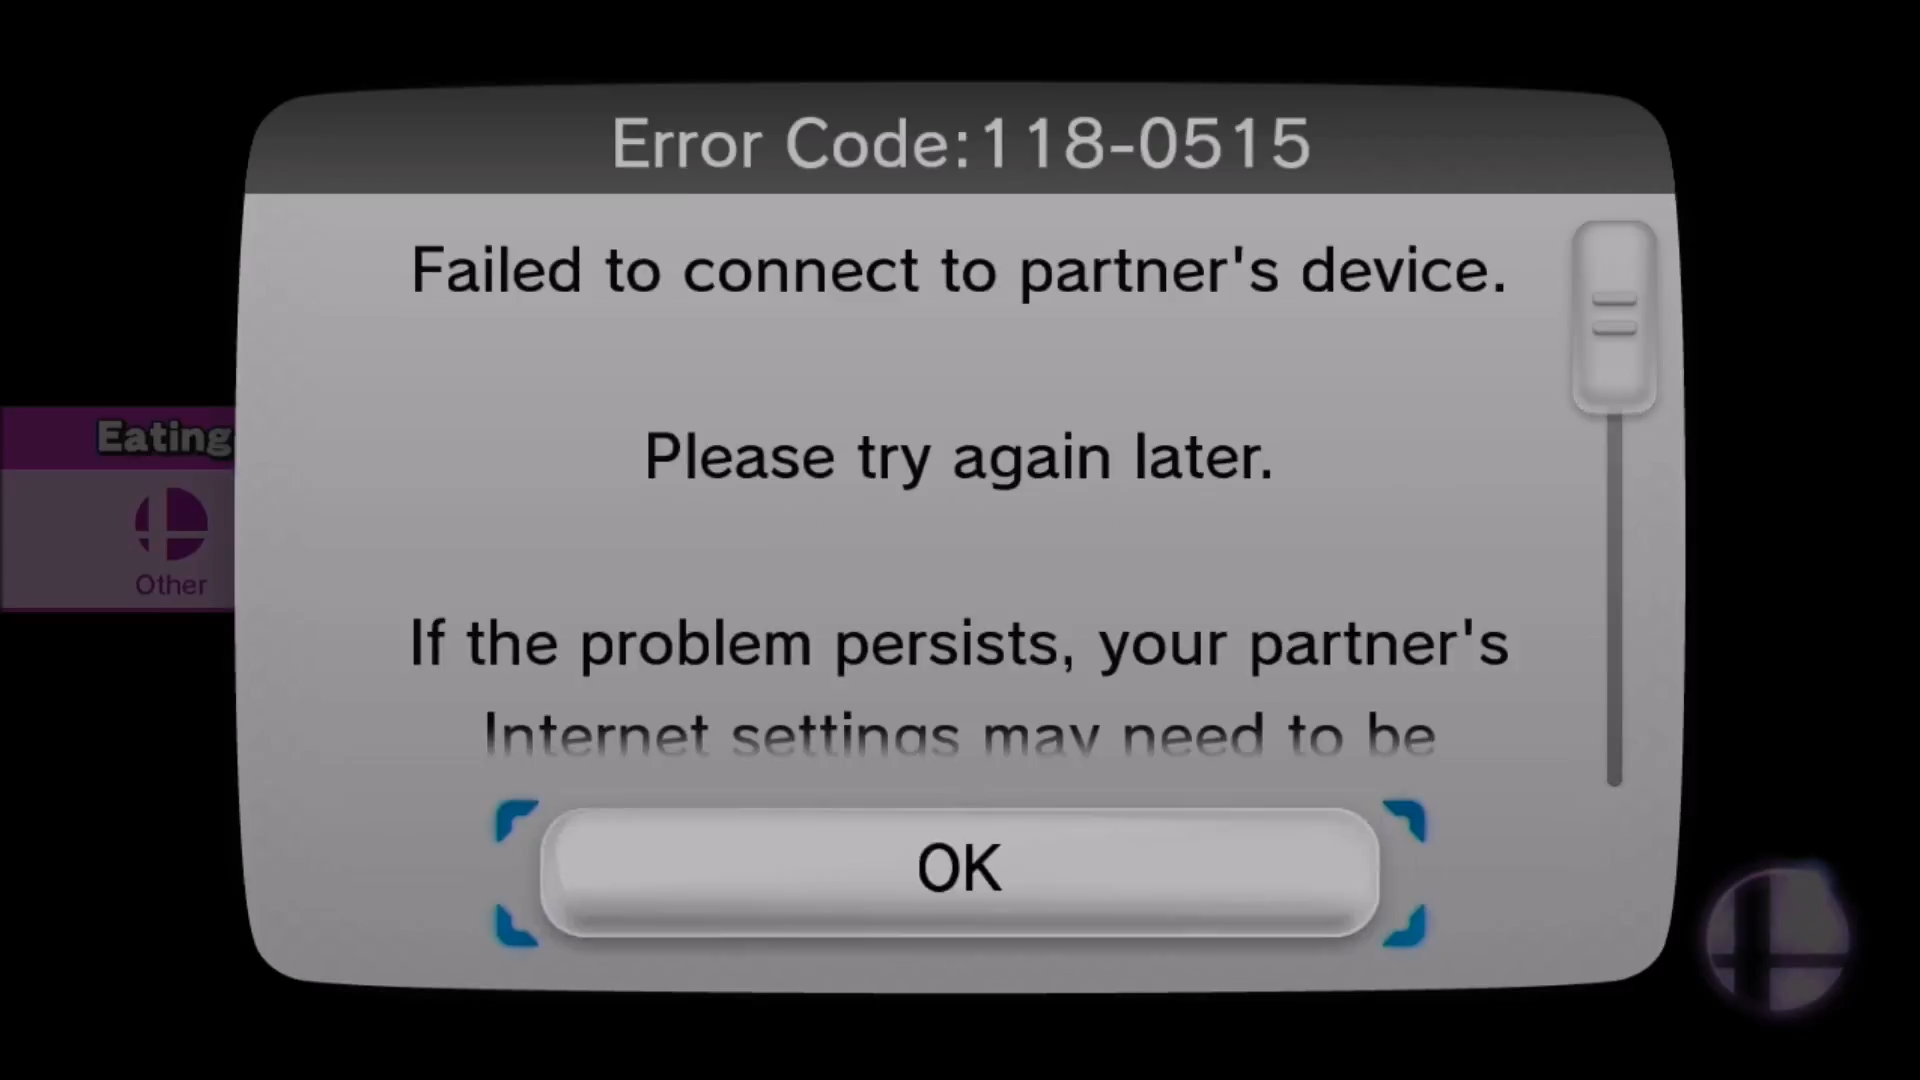 Error Code:118-0515
Failed to connect to partner's device.
Please try again later.
If the problem persists, your partner's
Internet settings may need to be
OK
Eating
Other